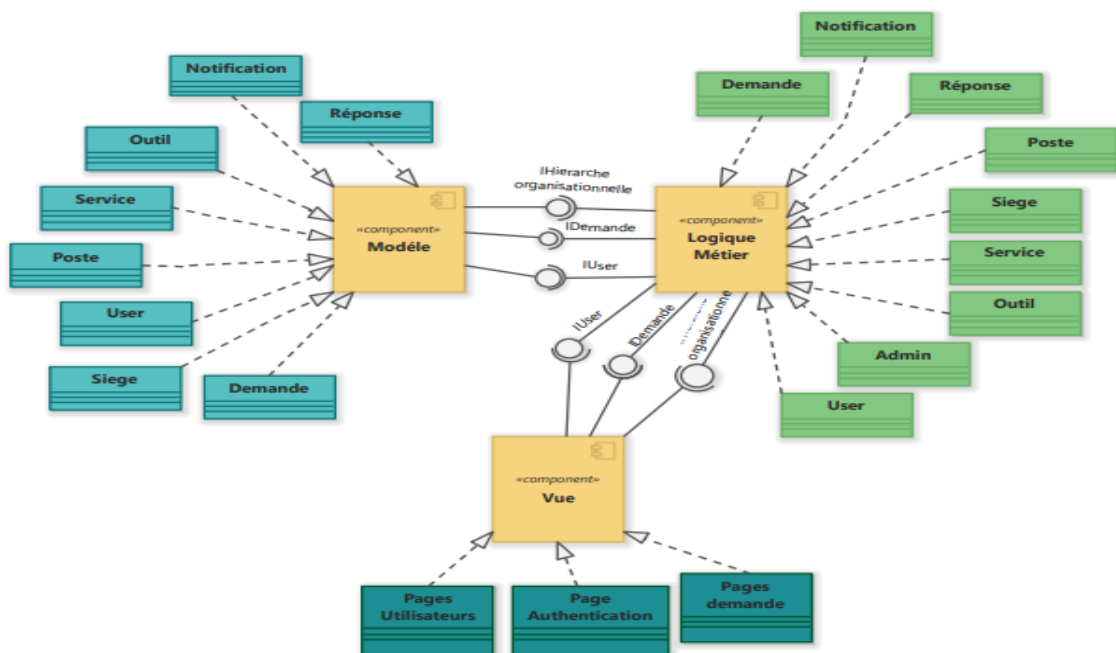 Notification
Notification
Demande
Réponse
Réponse
Outil
Poste
IHierarche
organisationnelle
Service
Siege
«component»
Modéle
IDemande
«component»
Logique
Métier
Poste
Service
IUser
User
Outil
IUser
IDemande
organisationne
Siege
Demande
Admin
User
«component»
Vue
Pages
Utilisateurs
Page
Authentication
Pages
demande